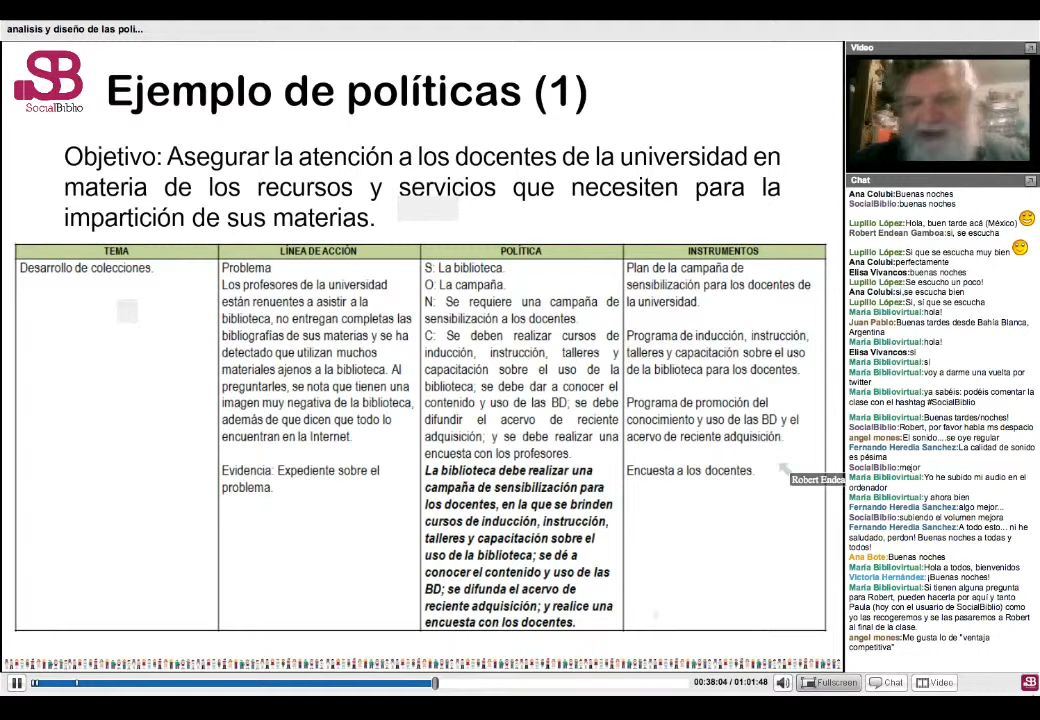 analisis y diseño de las poli...
SB
SocialBiblio
Ejemplo de políticas (1)
Objetivo: Asegurar la atención a los docentes de la universidad en
materia de los recursos y servicios que necesiten para la
impartición de sus materias.
TEMA
Desarrollo de colecciones.
LÍNEA DE ACCIÓN
Problema
Los profesores de la universidad
están renuentes a asistir a la
biblioteca, no entregan completas las
bibliografías de sus materias y se ha
detectado que utilizan muchos
materiales ajenos a la biblioteca. Al
preguntarles, se nota que tienen una
imagen muy negativa de la biblioteca,
además de que dicen que todo lo
encuentran en la Internet.
Evidencia: Expediente sobre el
problema.
POLÍTICA
S: La biblioteca.
O: La campaña.
N: Se requiere una campaña de
sensibilización a los docentes.
C: Se deben realizar cursos de
inducción, instrucción, talleres y
capacitación sobre el uso de la
biblioteca; se debe dar a conocer el
contenido y uso de las BD; se debe
difundir el acervo de reciente
adquisición; y se debe realizar una
encuesta con los profesores.
La biblioteca debe realizar una
campaña de sensibilización para
los docentes, en la que se brinden
cursos de inducción, instrucción,
talleres y capacitación sobre el
uso de la biblioteca; se dé a
conocer el contenido y uso de las
BD; se difunda el acervo de
reciente adquisición; y realice una
encuesta con los docentes.
INSTRUMENTOS
Plan de la campaña de
sensibilización para los docentes de
la universidad.
Programa de inducción, instrucción,
talleres y capacitación sobre el uso
de la biblioteca para los docentes.
Programa de promoción del
conocimiento y uso de las BD y el
acervo de reciente adquisición.
Encuesta a los docentes.
Robert Endea
Video
Chat
Ana Colubi:Buenas noches
SocialBiblio:buenas noches
Lupillo López:Hola, buen tarde acá (México)
Robert Endean Gamboa:si, se escucha
Lupillo López:Si que se escucha muy bien
Ana Colubi:perfectamente
Elisa Vivancos:buenas noches
Lupillo López:Se escucho un poco!
Ana Colubi:si,se escucha bien
Lupillo López:Si, sí que se escucha
María Bibliovirtual:hola!
Juan Pablo:Buenas tardes desde Bahía Blanca,
Argentina
María Bibliovirtual:hola!
Elisa Vivancos:si
María Bibliovirtual:sí
María Bibliovirtual:voy a darme una vuelta por
twitter
María Bibliovirtual:ya sabéis: podéis comentar la
clase con el hashtag #SocialBiblio
María Bibliovirtual:Buenas tardes/noches!
SocialBiblio:Robert, por favor habla ms despacio
angel mones:El sonido....se oye regular
Fernando Heredia Sanchez:La calidad de sonido
es pésima
SocialBiblio:mejor
María Bibliovirtual:Yo he subido mi audio en el
ordenador
María Bibliovirtual:y ahora bien
Fernando Heredia Sanchez:algo mejor...
SocialBiblio:subiendo el volumen mejora
Fernando Heredia Sanchez:A todo esto... ni he
saludado, perdon! Buenas noches a todas y
todos!
Ana Bote:Buenas noches
María Bibliovirtual:Hola a todos, bienvenidos
Victoria Hernández:¡Buenas noches!
María Bibliovirtual:Si tienen alguna pregunta
para Robert, pueden hacerla por aquí y tanto
Paula (hoy con el usuario de SocialBiblio) como
yo las recogeremos y se las pasaremos a Robert
al final de la clase.
angel mones:Me gusta lo de "ventaja
competitiva"
00:38:04 / 01:01:48
Fullscreen
Chat
Video
SB